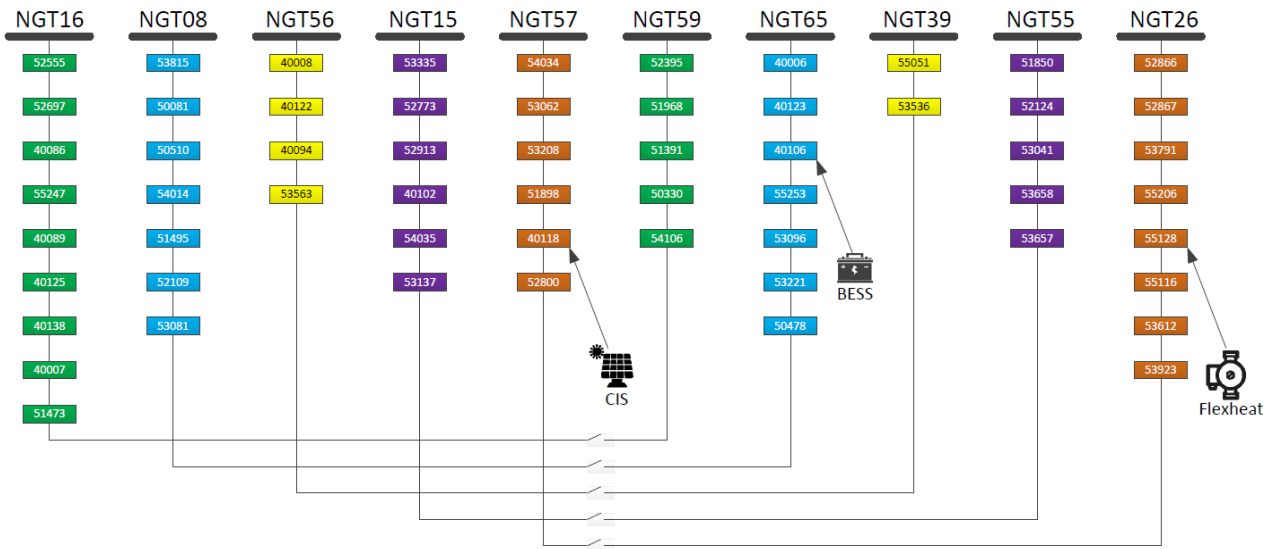 NGT16 NGT08 NGT56 NGT15 NGT57 NGT59 NGT65 NGT39 NGT55 NGT26
52555 53815 40008 53335 54034 52395 40006 55051 51850 52866
52697 50081 40122 52773 53062 51968 40123 53536 52124 52867
40086 50510 40094 52913 53208 51391 40106 53041 53791
55247 54014 53563 40102 51898 50330 55253 53658 55206
40089 51495 54035 40118 54106 53096 53657 55128
40125 52109 53137 52800 53221 55116
BESS
40138 53081 50478 53612
40007 53923
CIS
Flexheat
51473